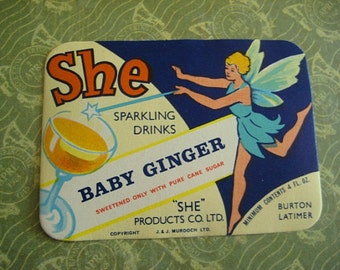 She
SPARKLING
DRINKS
BABY GINGER
SWEETENED ONLY WITH PURE CANE SUGAR
"SHE"
PRODUCTS CO. LTD.
COPYRIGHT J & J MURDOCH LTD.
MINIMUM CONTENTS 4 FL. OZ.
BURTON
LATIMER